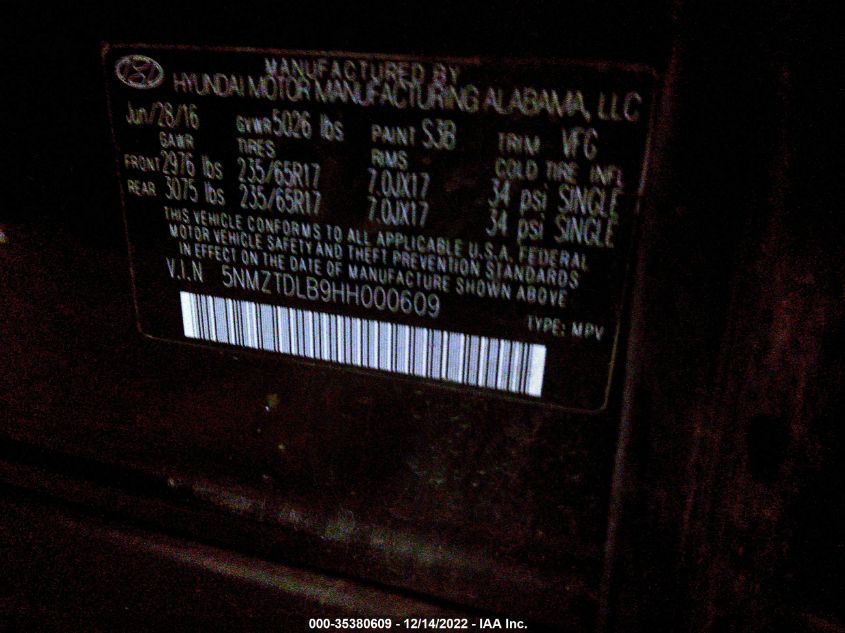 MANUFACTURED BY
HYUNDAI MOTOR MANUFACTURING ALABAMA, LLC
Jun/28/16 GVWR 5026 lbs PAINT S3B TRIM VFC
GAWR TIRES RIMS COLD TIRE INFL
FRONT 2976 lbs 235/65R17 7.0JX17 34 psi SINGLE
REAR 3075 lbs 235/65R17 7.0JX17 34 psi SINGLE
THIS VEHICLE CONFORMS TO ALL APPLICABLE U.S.A. FEDERAL
MOTOR VEHICLE SAFETY AND THEFT PREVENTION STANDARDS
IN EFFECT ON THE DATE OF MANUFACTURE SHOWN ABOVE
V.I.N 5NMZTDLB9HH000609
TYPE: MPV
000-35380609 - 12/14/2022 - IAA Inc.